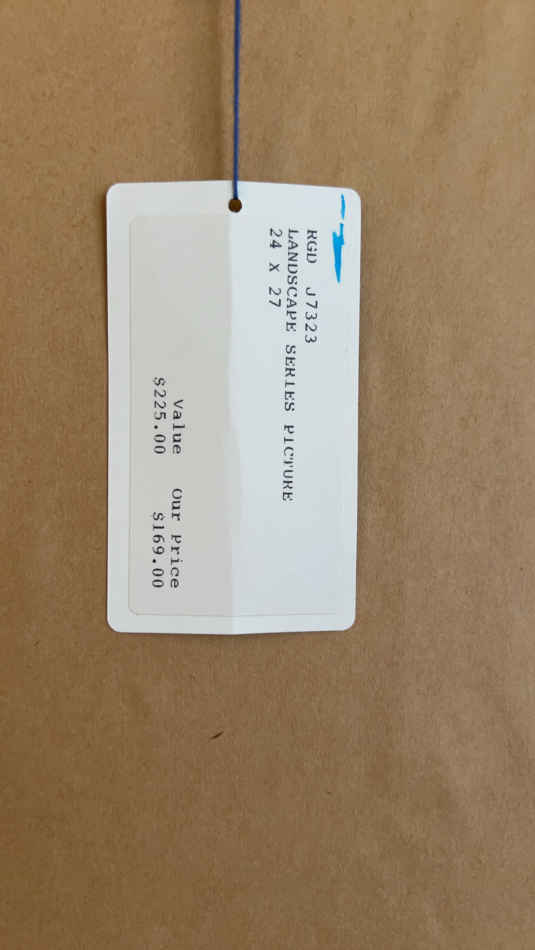 RGD J7323
LANDSCAPE SERIES PICTURE
24 X 27
Value Our Price
$225.00 $169.00